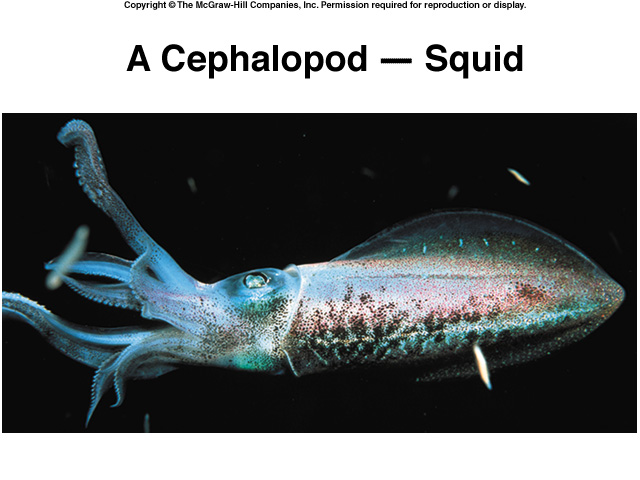 Copyright © The McGraw-Hill Companies, Inc. Permission required for reproduction or display.
A Cephalopod — Squid